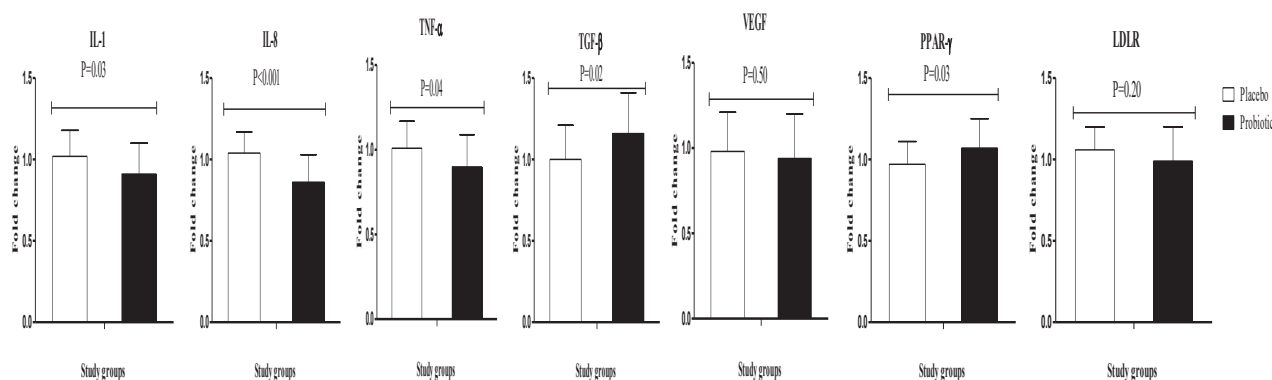 IL-1
P=0.03
1.5
1.0
0.5
0.0
Fold change
Study groups
IL-8
P<0.001
1.5
1.0
0.5
0.0
Fold change
Study groups
TNF-α
P=0.04
1.5
1.0
0.5
0.0
Fold change
Study groups
TGF-β
P=0.02
1.5
1.0
0.5
0.0
Fold change
Study groups
VEGF
P=0.50
1.5
1.0
0.5
0.0
Fold change
Study groups
PPAR-γ
P=0.03
1.5
1.0
0.5
0.0
Fold change
Study groups
LDLR
P=0.20
1.5
1.0
0.5
0.0
Fold change
Study groups
Placebo
Probiotic